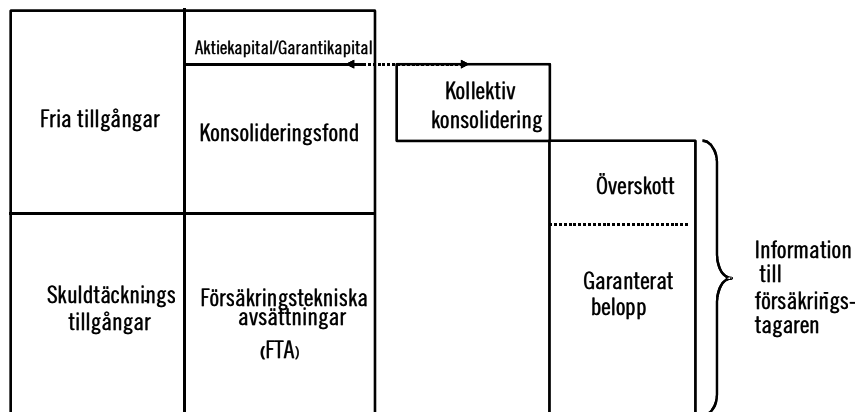 Aktiekapital/Garantikapital
Fria tillgångar
Konsolideringsfond
Kollektiv
konsolidering
Överskott
Skuldtäcknings
tillgångar
Försäkringstekniska
avsättningar
(FTA)
Garanterat
belopp
Information
till
försäkrings-
tagaren